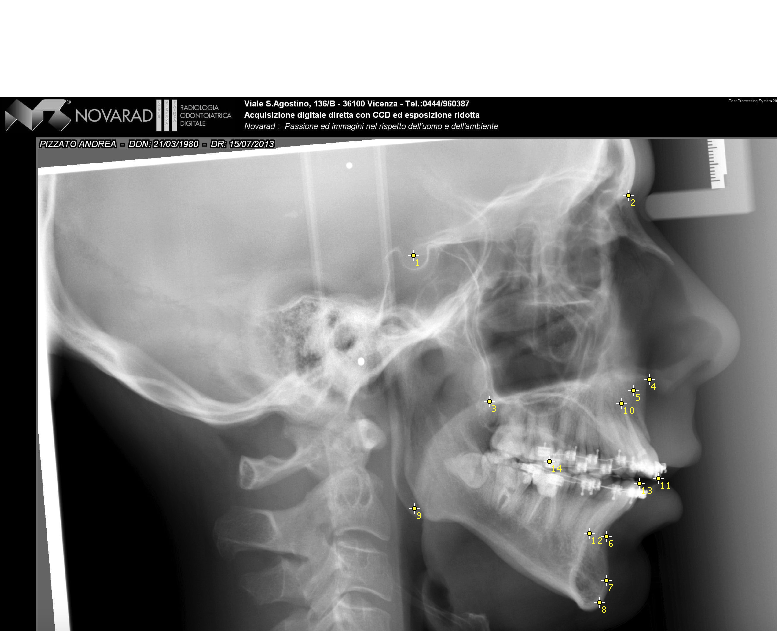 NOVARAD
RADIOLOGIA
ODONTOIATRICA
DIGITALE
Viale S.Agostino, 136/B - 36100 Vicenza - Tel.:0444/960387
Acquisizione digitale diretta con CCD ed esposizione ridotta
Novarad : Passione ed immagini nel rispetto dell'uomo e dell'ambiente
PIZZATO ANDREA - DDN: 21/03/1980 - DR: 15/07/2013
2
1
4
5
3
10
14
11
13
9
12
6
7
8